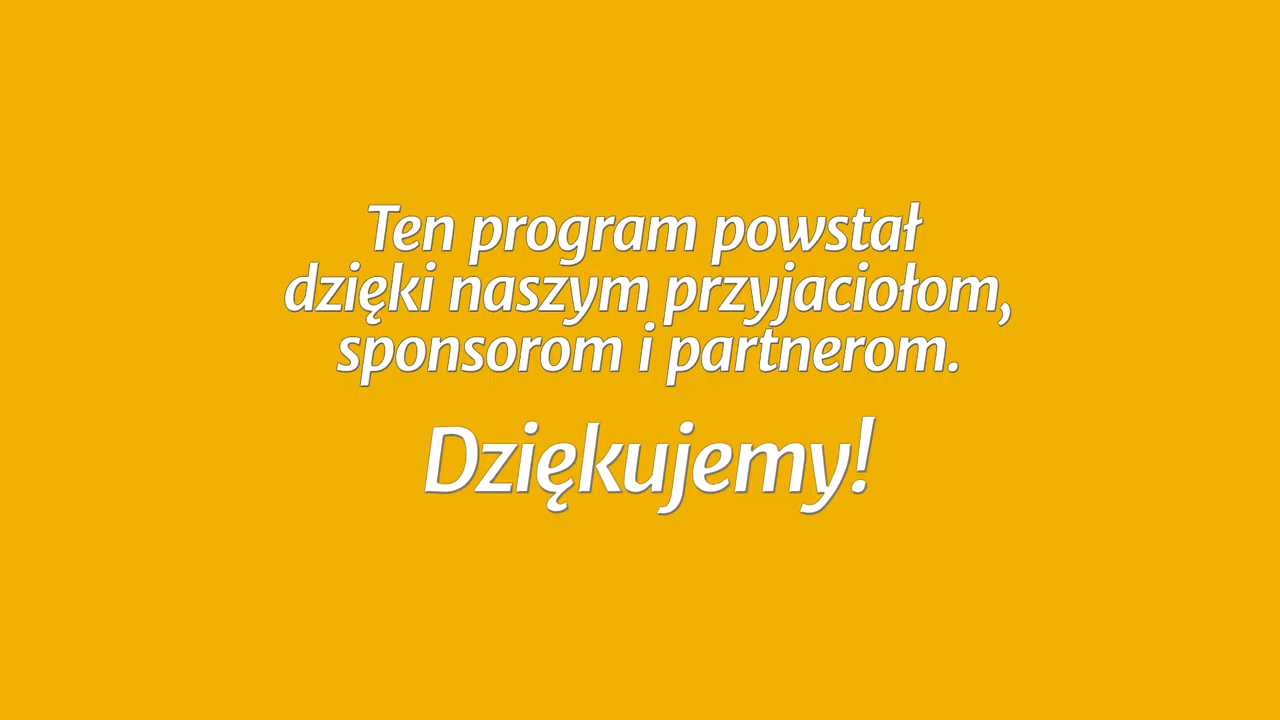 Ten program powstał
dzięki naszym przyjaciołom,
sponsorom i partnerom.
Dziękujemy!